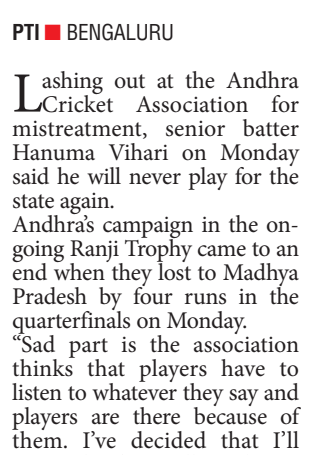 PTI ■ BENGALURU
Lashing out at the Andhra
Cricket Association for
mistreatment, senior batter
Hanuma Vihari on Monday
said he will never play for the
state again.
Andhra's campaign in the on-
going Ranji Trophy came to an
end when they lost to Madhya
Pradesh by four runs in the
quarterfinals on Monday.
“Sad part is the association
thinks that players have to
listen to whatever they say and
players are there because of
them. I've decided that I'll